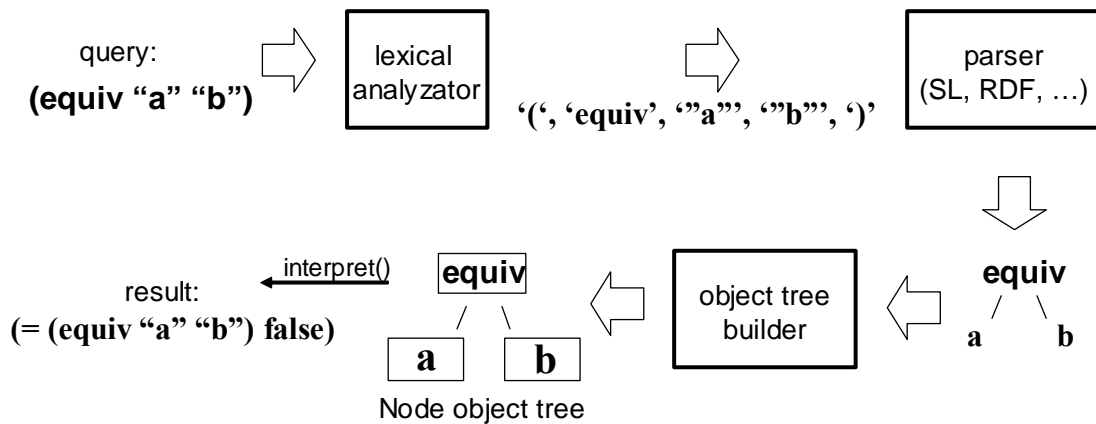 query:
(equiv “a” “b”)
lexical
analyzator
‘(‘, ‘equiv’, ‘”a”’, ‘”b”’, ‘)’
parser
(SL, RDF, …)
equiv
a b
object tree
builder
equiv
a b
Node object tree
interpret()
result:
(= (equiv “a” “b”) false)